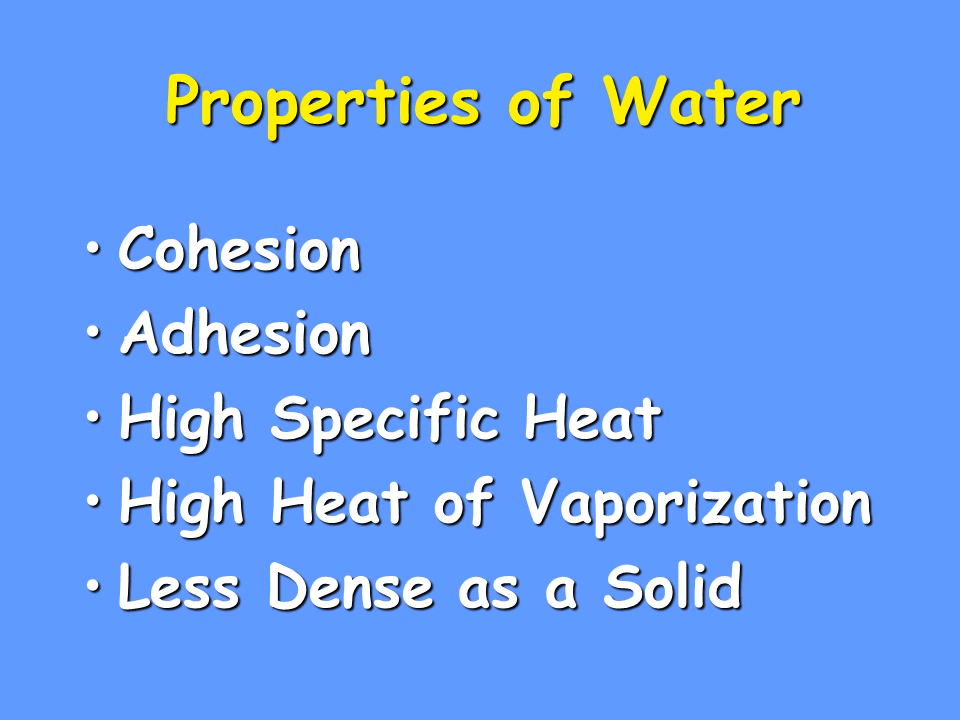 Properties of Water
• Cohesion
• Adhesion
• High Specific Heat
• High Heat of Vaporization
• Less Dense as a Solid